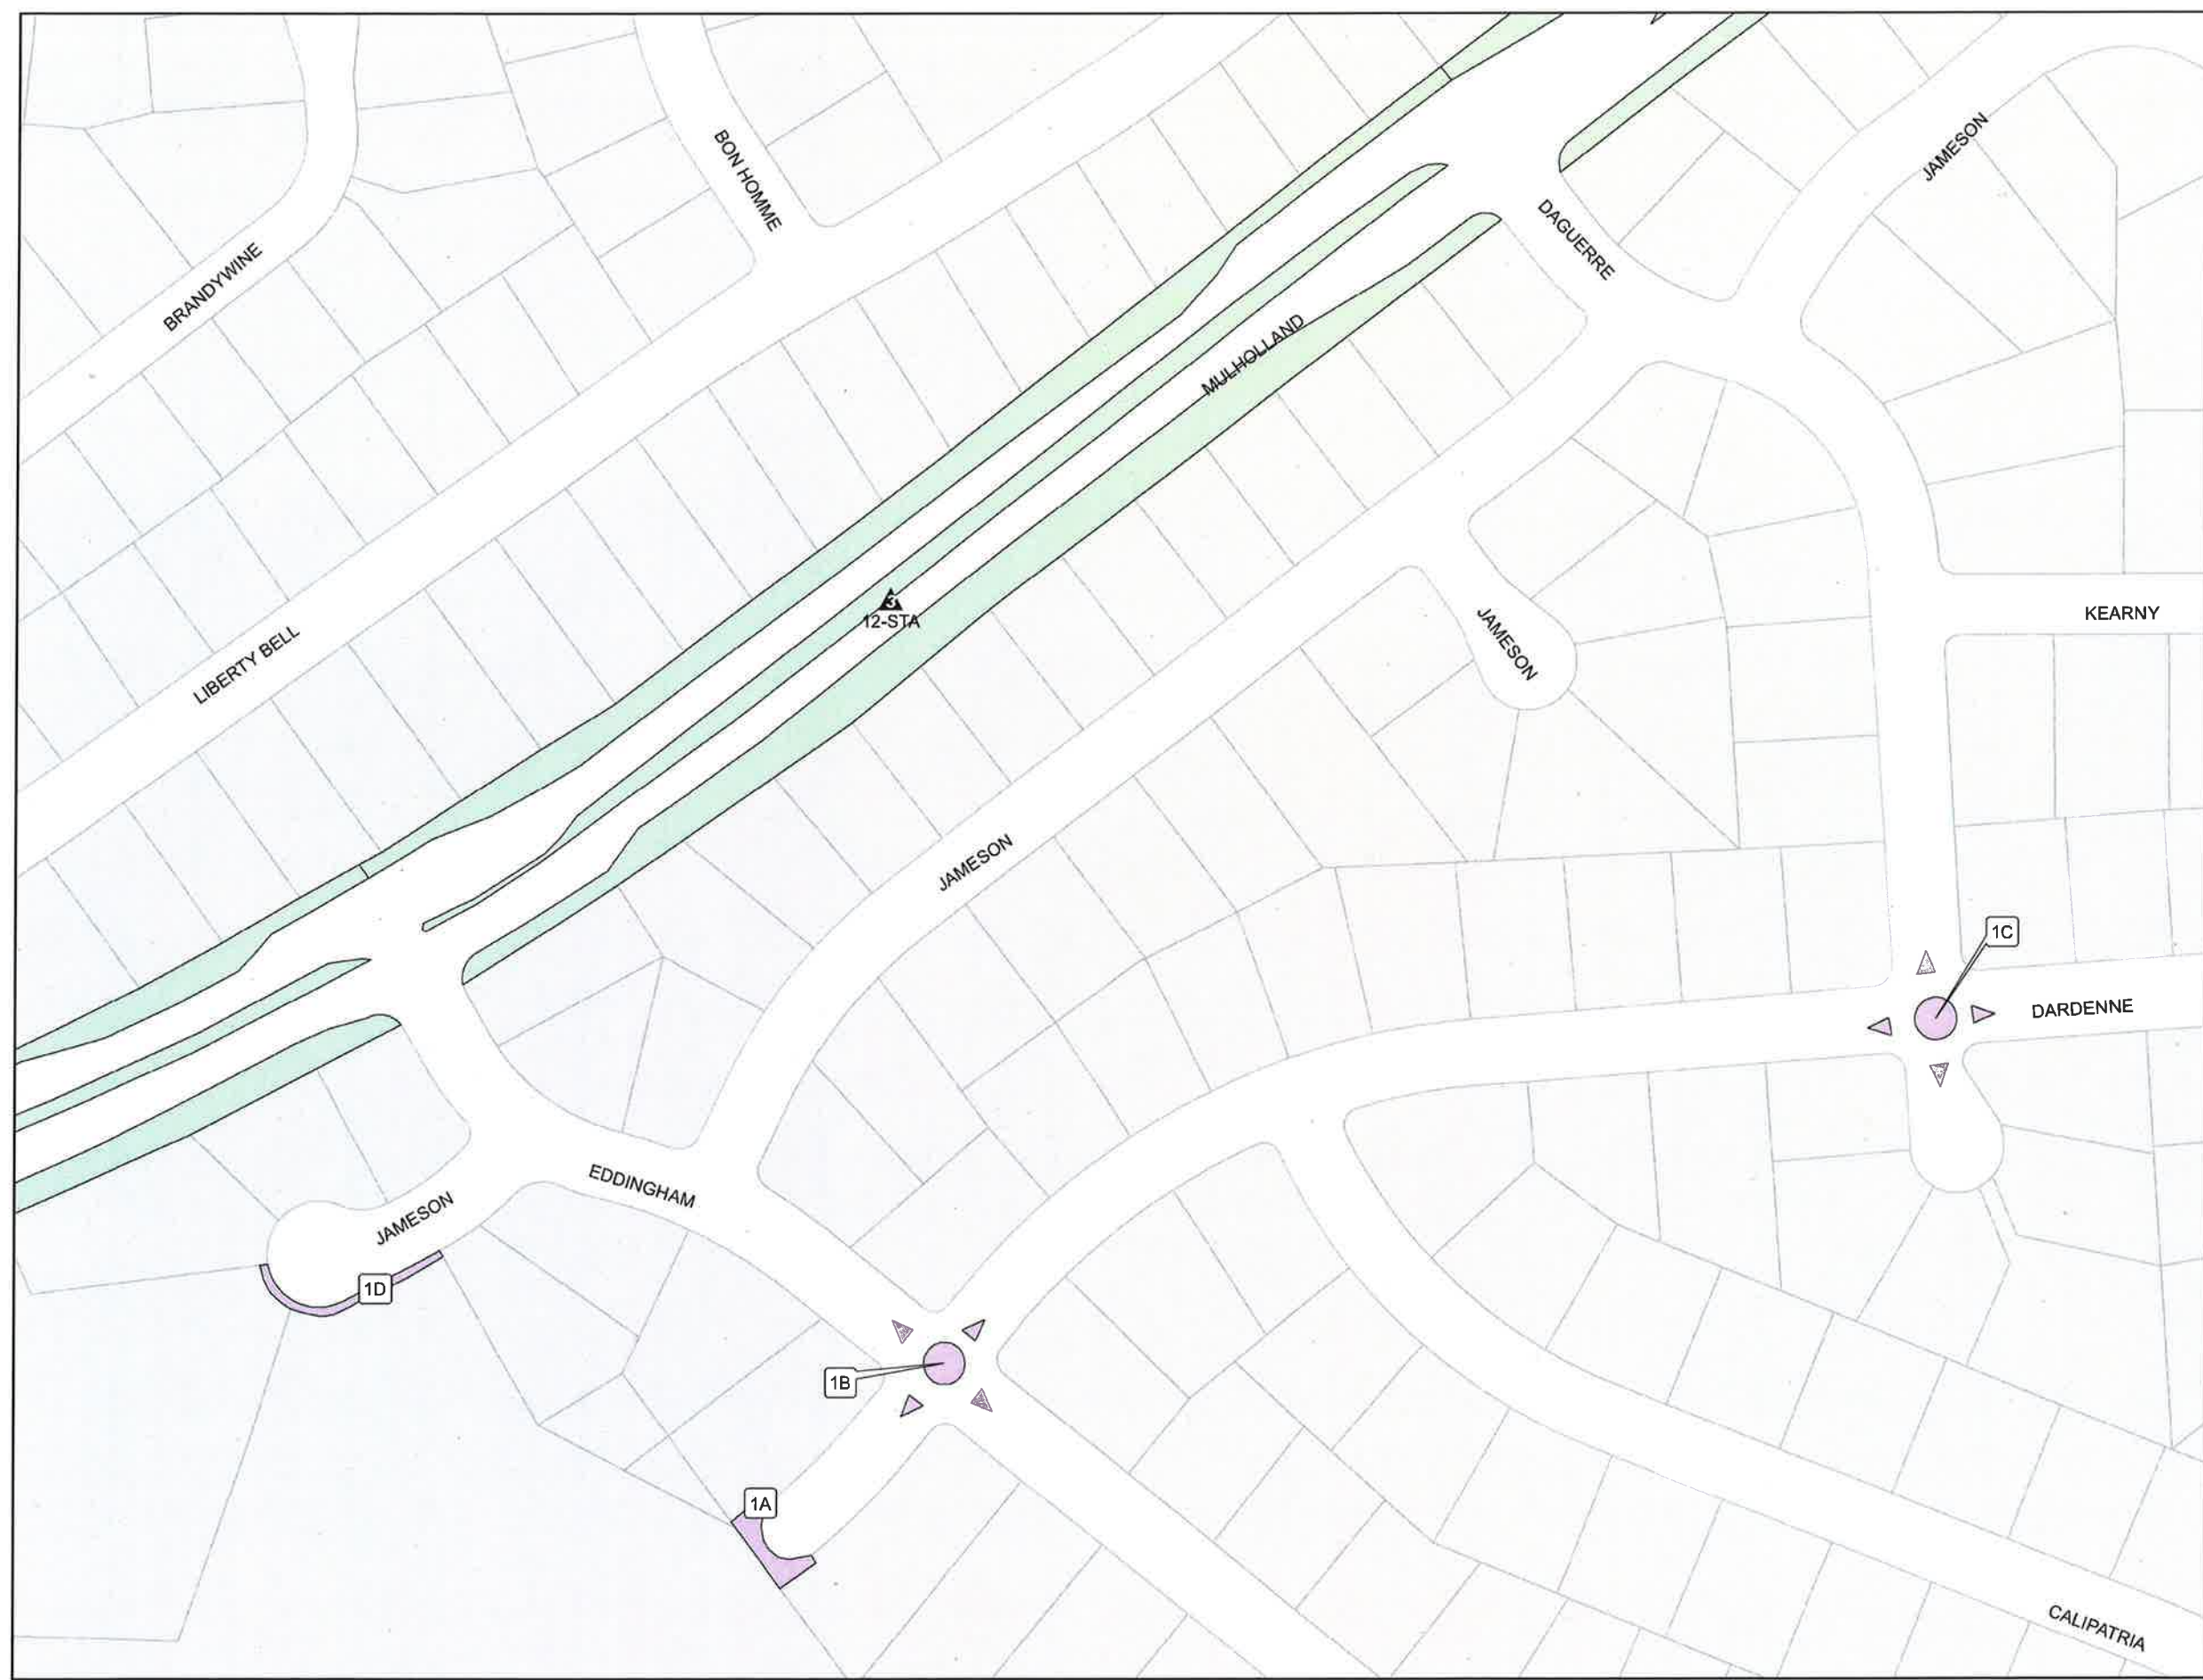 BON HOMME
JAMESON
DAGUERRE
BRANDYWINE
MULHOLLAND
3
12-STA
KEARNY
JAMESON
LIBERTY BELL
JAMESON
1C
DARDENNE
EDDINGHAM
JAMESON
1D
1B
1A
CALIPATRIA